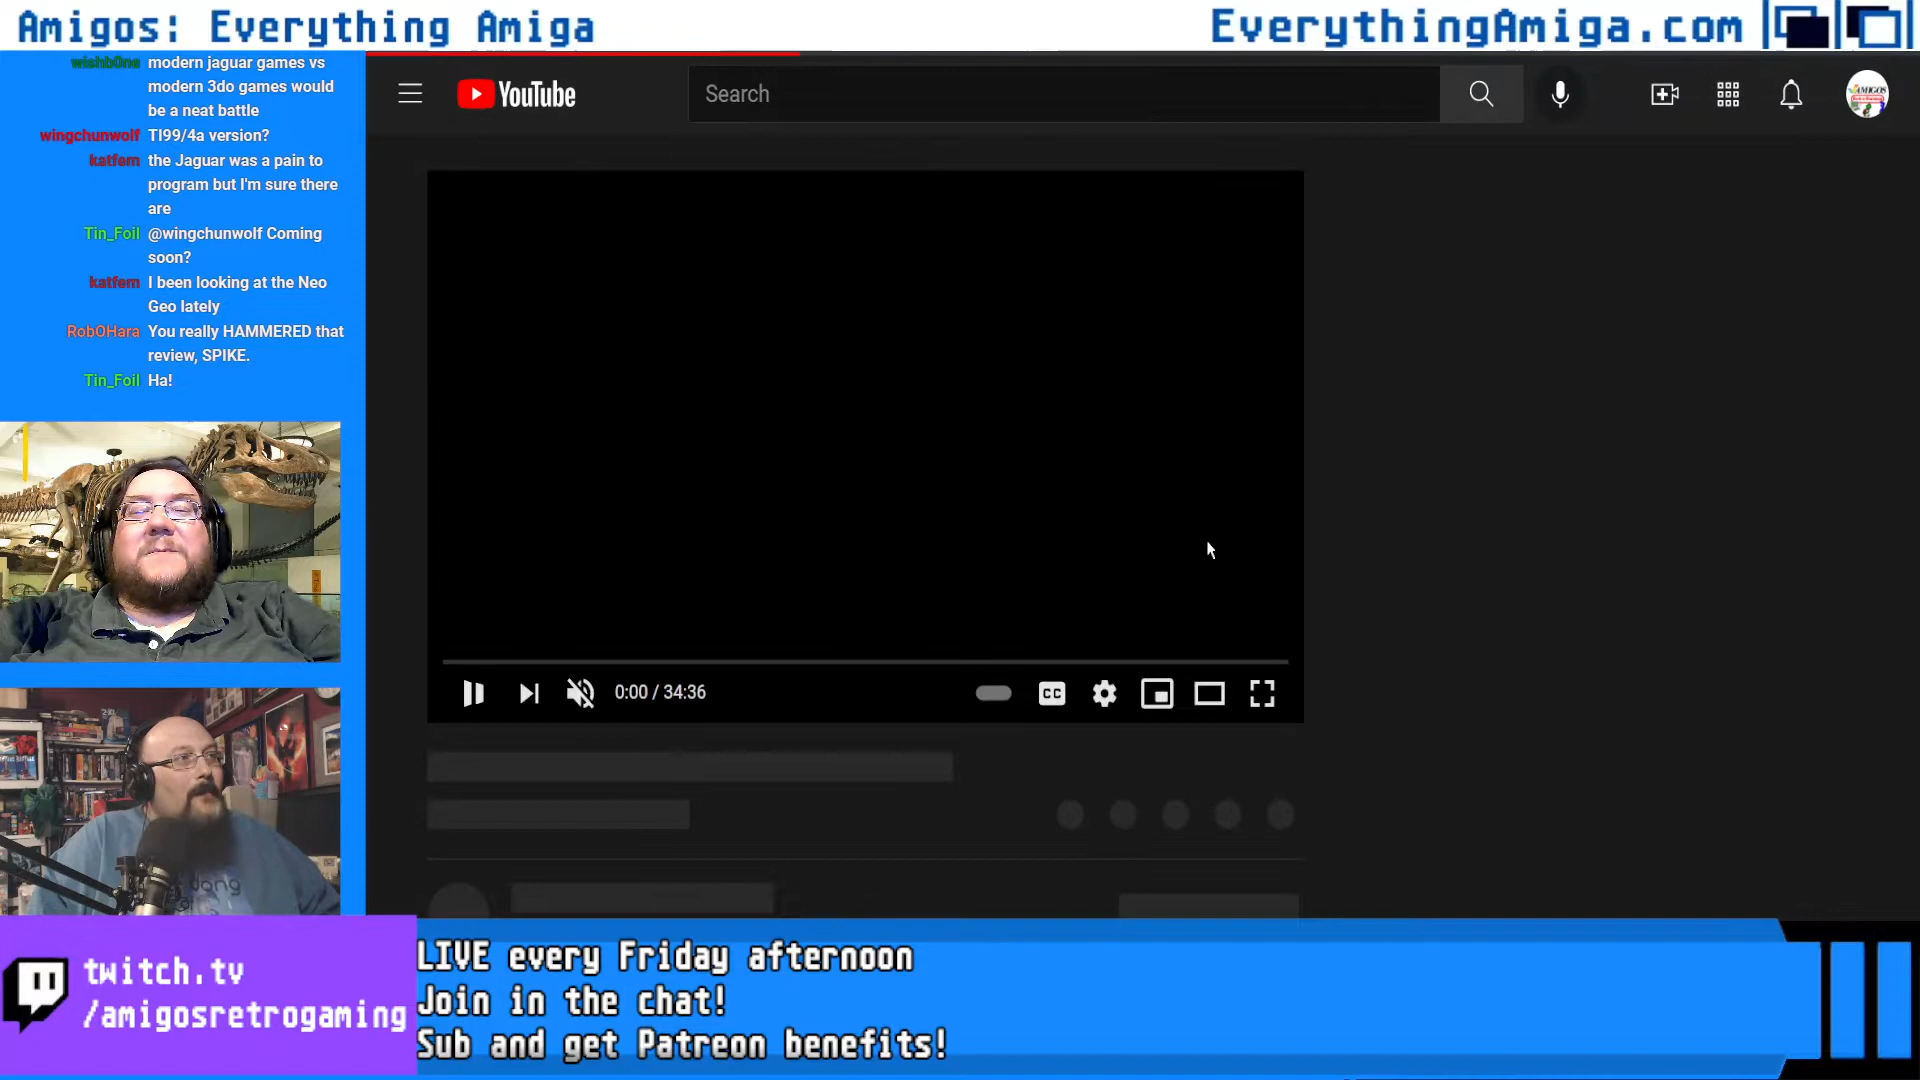 Amigos: Everything Amiga
EverythingAmiga.com
wishb0ne modern jaguar games vs
modern 3do games would
be a neat battle
wingchunwolf TI99/4a version?
katfem the Jaguar was a pain to
program but I'm sure there
are
Tin_Foil @wingchunwolf Coming
soon?
katfem I been looking at the Neo
Geo lately
RobOHara You really HAMMERED that
review, SPIKE.
Tin_Foil Ha!
YouTube
Search
AMIGOS
0:00 / 34:36
CC
twitch.tv
/amigosretrogaming
LIVE every Friday afternoon
Join in the chat!
Sub and get Patreon benefits!